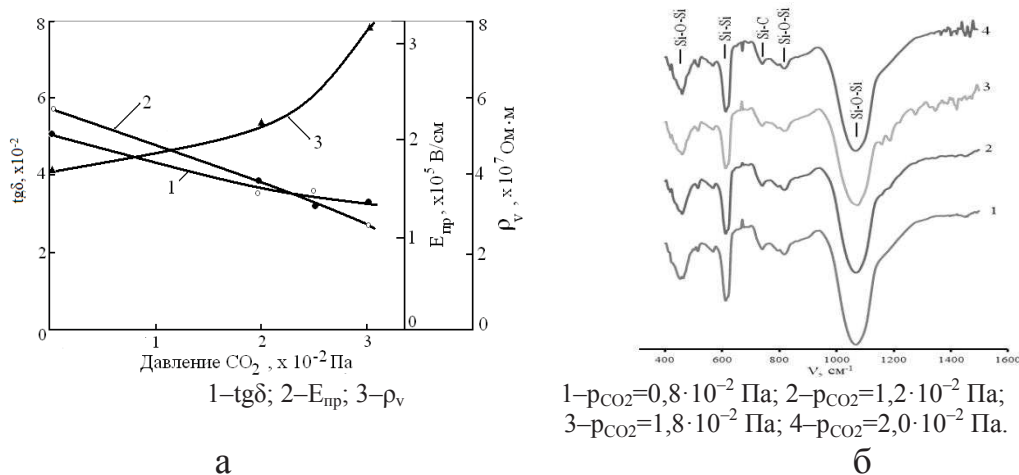 8
6
4
2
0
tgδ, x10⁻²
1
2
3
1
2
3
Давление CO₂ , x 10⁻² Па
3
2
1
0
E пр , x10⁵ В/см
8
6
4
2
0
ρᵥ , x 10⁷ Ом·м
1–tgδ; 2–Eпр; 3–ρv
а
Si-O-Si
Si-Si
Si-C
Si-O-Si
Si-O-Si
4
3
2
1
400
600
800
1000
1200
1400
1600
V, см⁻¹
1–pCO2=0,8·10⁻² Па; 2–pCO2=1,2·10⁻² Па;
3–pCO2=1,8·10⁻² Па; 4–pCO2=2,0·10⁻² Па.
б